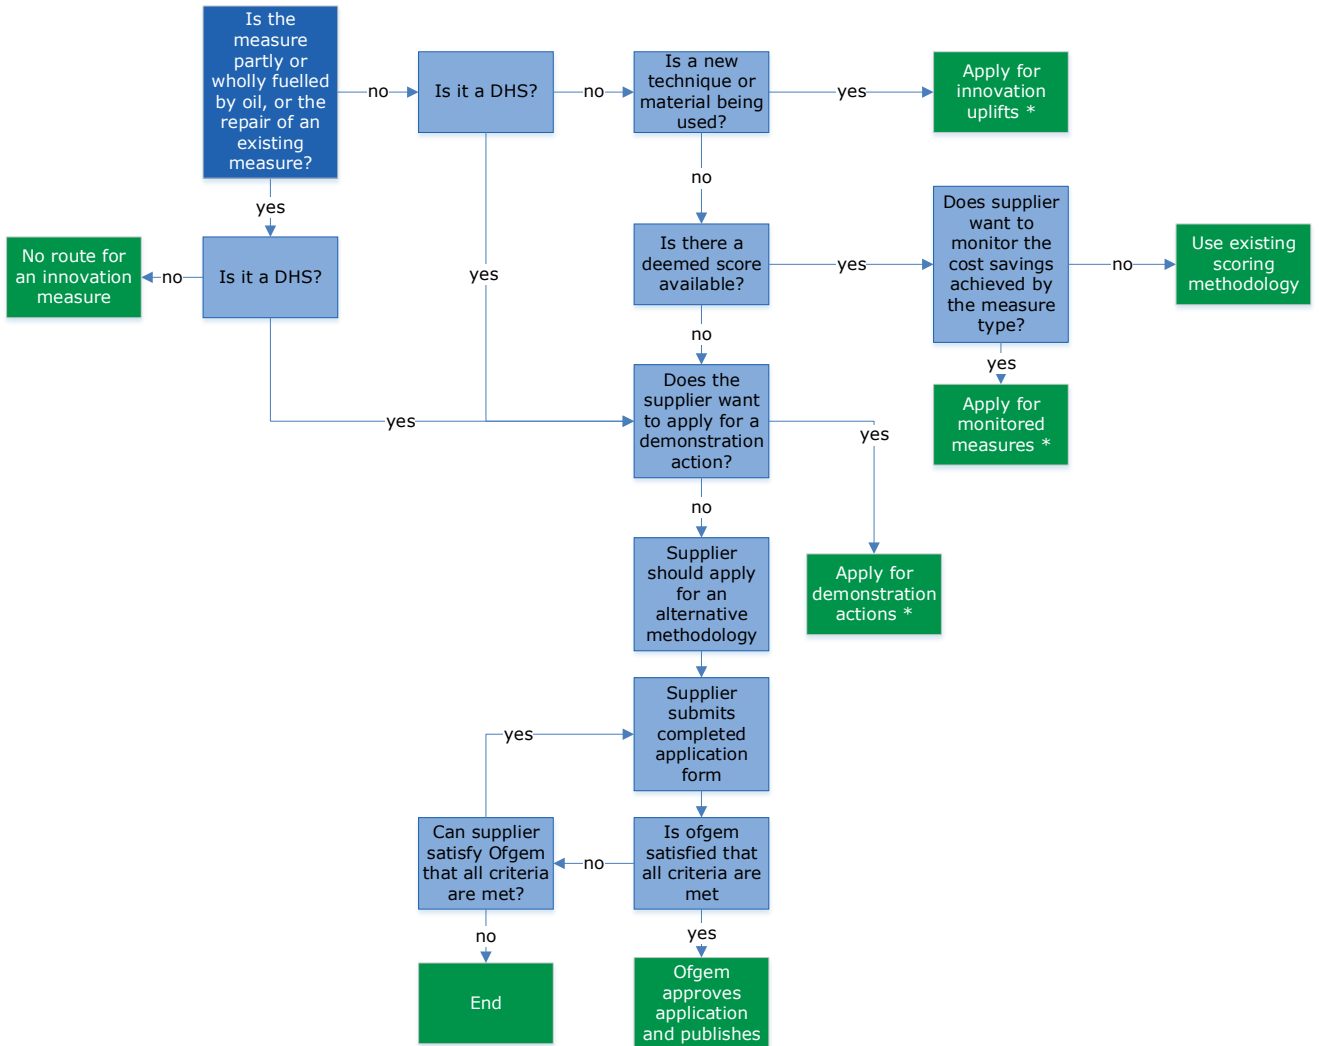 Is the
measure
partly or
wholly fuelled
by oil, or the
repair of an
existing
measure?
no
Is it a DHS?
no
Is a new
technique or
material being
used?
yes
Apply for
innovation
uplifts *
yes
no
No route for
an innovation
measure
no
Is it a DHS?
yes
Is there a
deemed score
available?
yes
Does supplier
want to
monitor the
cost savings
achieved by
the measure
type?
no
Use existing
scoring
methodology
no
yes
yes
Does the
supplier want
to apply for a
demonstration
action?
yes
Apply for
monitored
measures *
no
Supplier
should apply
for an
alternative
methodology
Apply for
demonstration
actions *
yes
Supplier
submits
completed
application
form
Can supplier
satisfy Ofgem
that all criteria
are met?
no
Is ofgem
satisfied that
all criteria are
met
no
yes
End
Ofgem
approves
application
and publishes